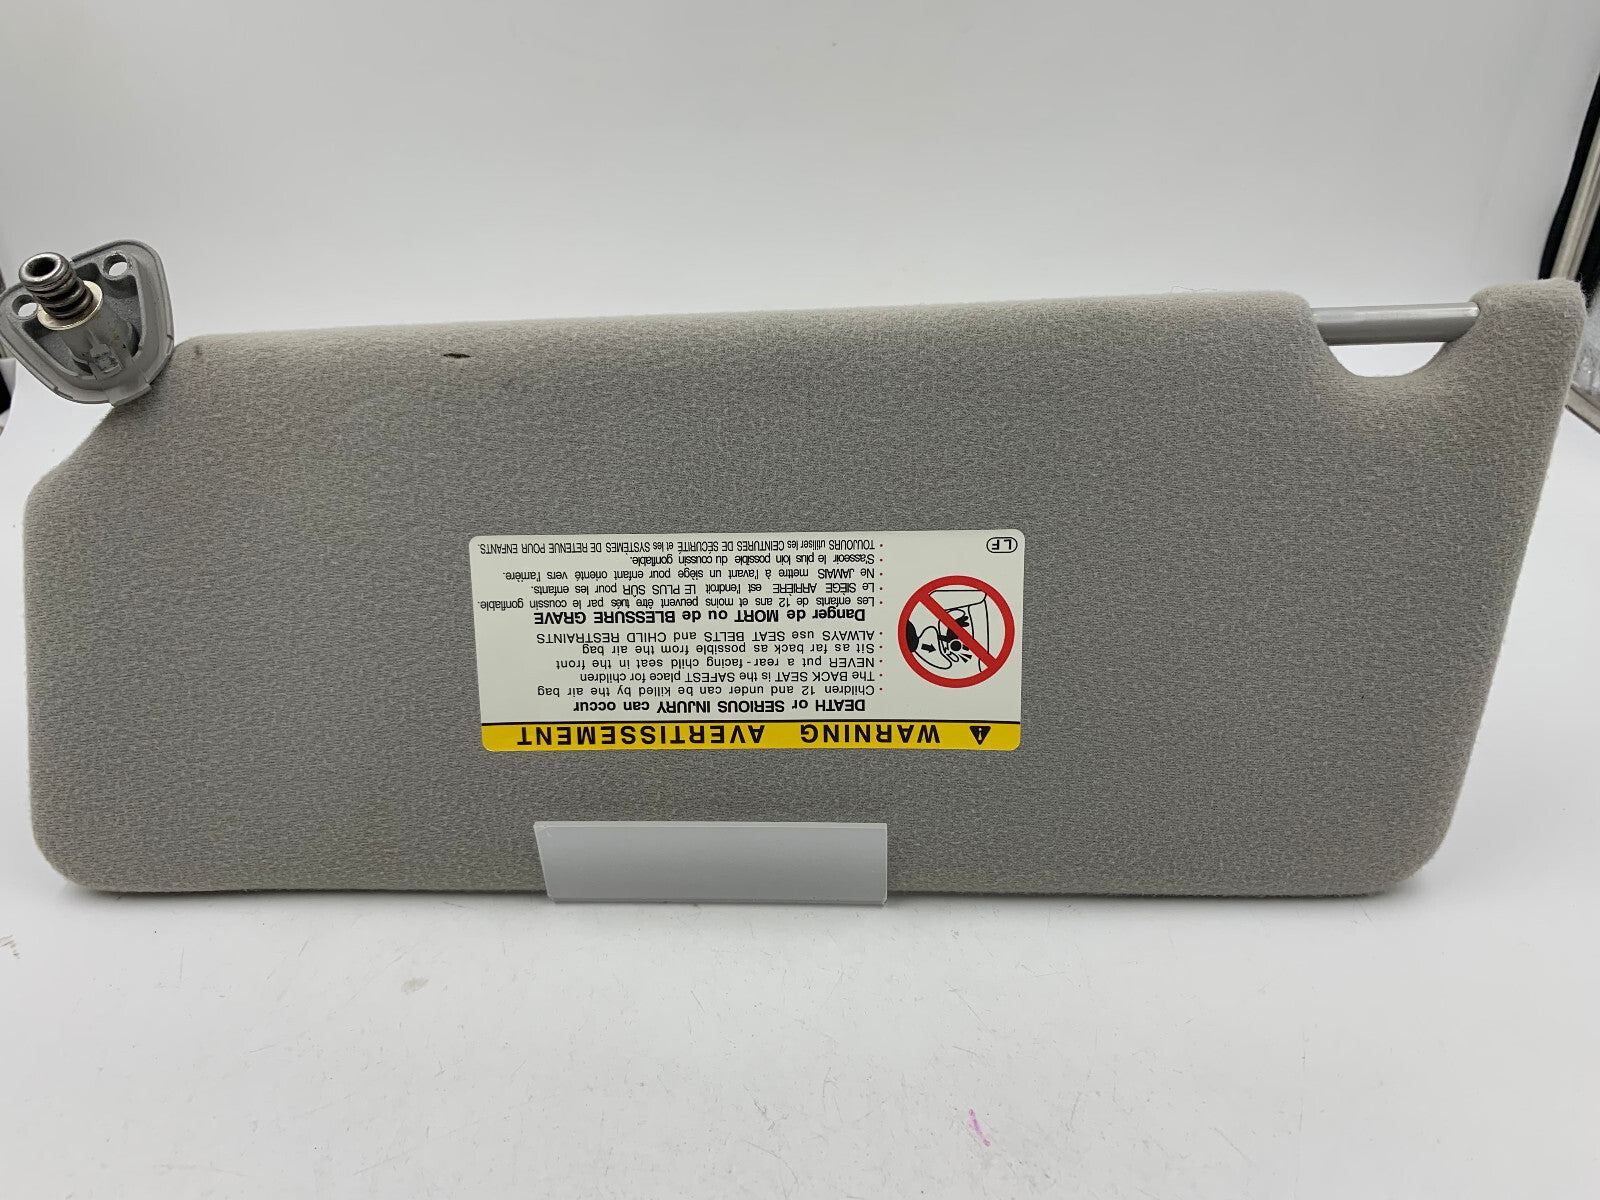 WARNING AVERTISSEMENT
DEATH or SERIOUS INJURY can occur
• Children 12 and under can be killed by the air bag
• The BACK SEAT is the SAFEST place for children
• NEVER put a rear-facing child seat in the front
• Sit as far back as possible from the air bag
• ALWAYS use SEAT BELTS and CHILD RESTRAINTS
Danger de MORT ou de BLESSURE GRAVE
• Les enfants de 12 ans et moins peuvent être tués par le coussin gonflable.
• Le SIÈGE ARRIÈRE est l'endroit LE PLUS SÛR pour les enfants.
• Ne JAMAIS mettre à l'avant un siège pour enfant orienté vers l'arrière.
• S'asseoir le plus loin possible du coussin gonflable.
• TOUJOURS utiliser les CEINTURES DE SÉCURITÉ et les SYSTÈMES DE RETENUE POUR ENFANTS.
LF